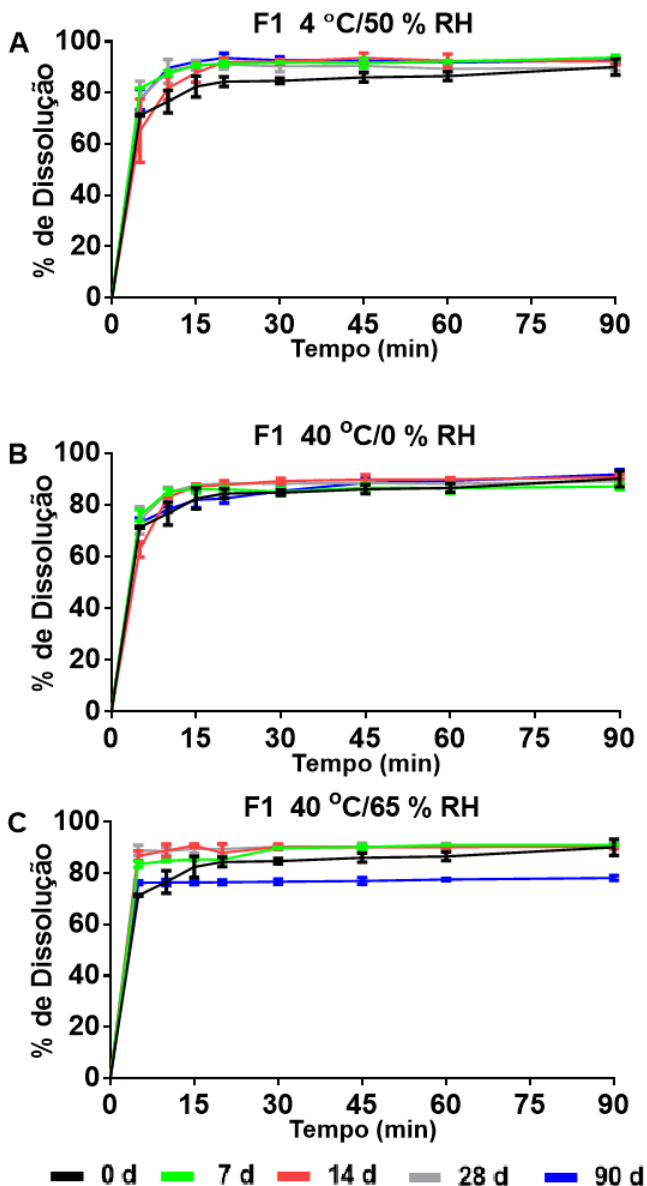 F1 4 °C/50 % RH
A
% de Dissolução
100
80
60
40
20
0
0 15 30 45 60 75 90
Tempo (min)
F1 40 °C/0 % RH
B
% de Dissolução
100
80
60
40
20
0
0 15 30 45 60 75 90
Tempo (min)
F1 40 °C/65 % RH
C
% de Dissolução
100
80
60
40
20
0
0 15 30 45 60 75 90
Tempo (min)
0 d 7 d 14 d 28 d 90 d